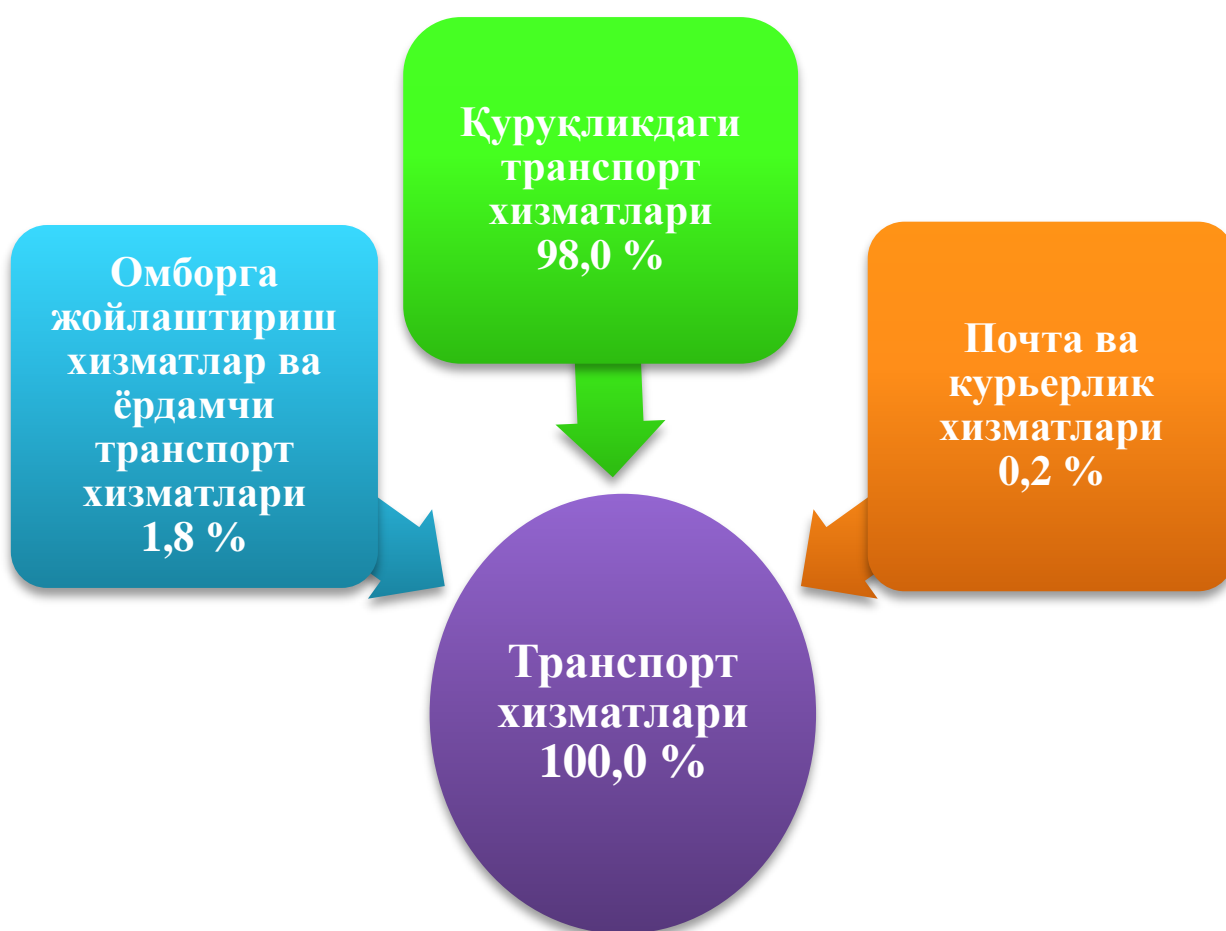 Қуруқликдаги
транспорт
хизматлари
98,0 %
Омборга
жойлаштириш
хизматлар ва
ёрдамчи
транспорт
хизматлари
1,8 %
Почта ва
курьерлик
хизматлари
0,2 %
Транспорт
хизматлари
100,0 %